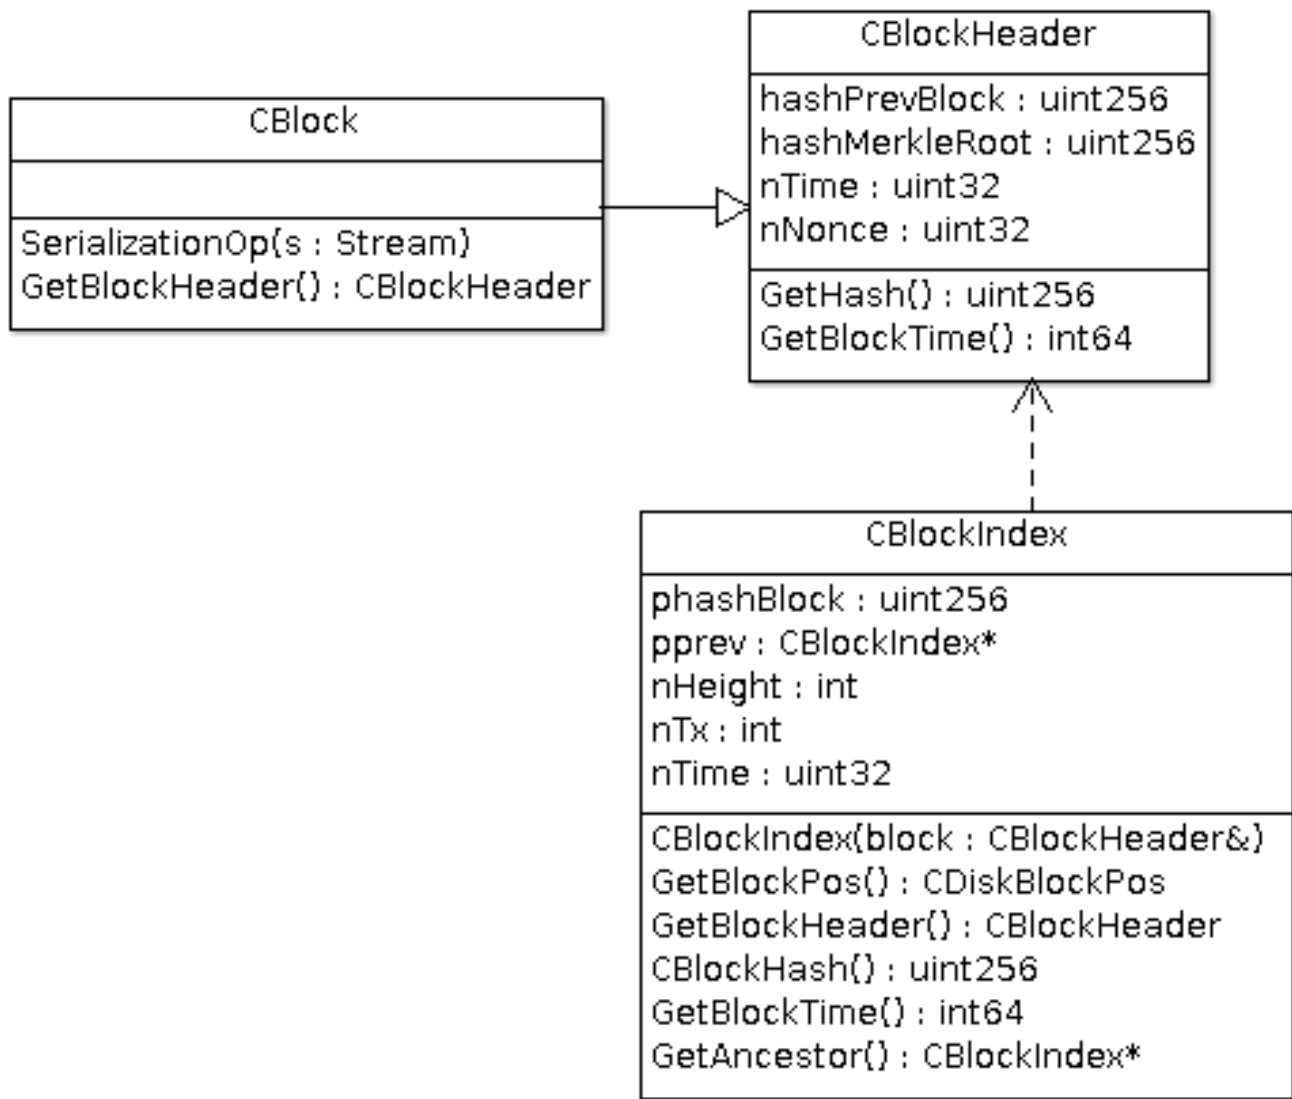 CBlock
SerializationOp(s : Stream)
GetBlockHeader() : CBlockHeader
CBlockHeader
hashPrevBlock : uint256
hashMerkleRoot : uint256
nTime : uint32
nNonce : uint32
GetHash() : uint256
GetBlockTime() : int64
CBlockIndex
phashBlock : uint256
pprev : CBlockIndex*
nHeight : int
nTx : int
nTime : uint32
CBlockIndex(block : CBlockHeader&)
GetBlockPos() : CDiskBlockPos
GetBlockHeader() : CBlockHeader
CBlockHash() : uint256
GetBlockTime() : int64
GetAncestor() : CBlockIndex*